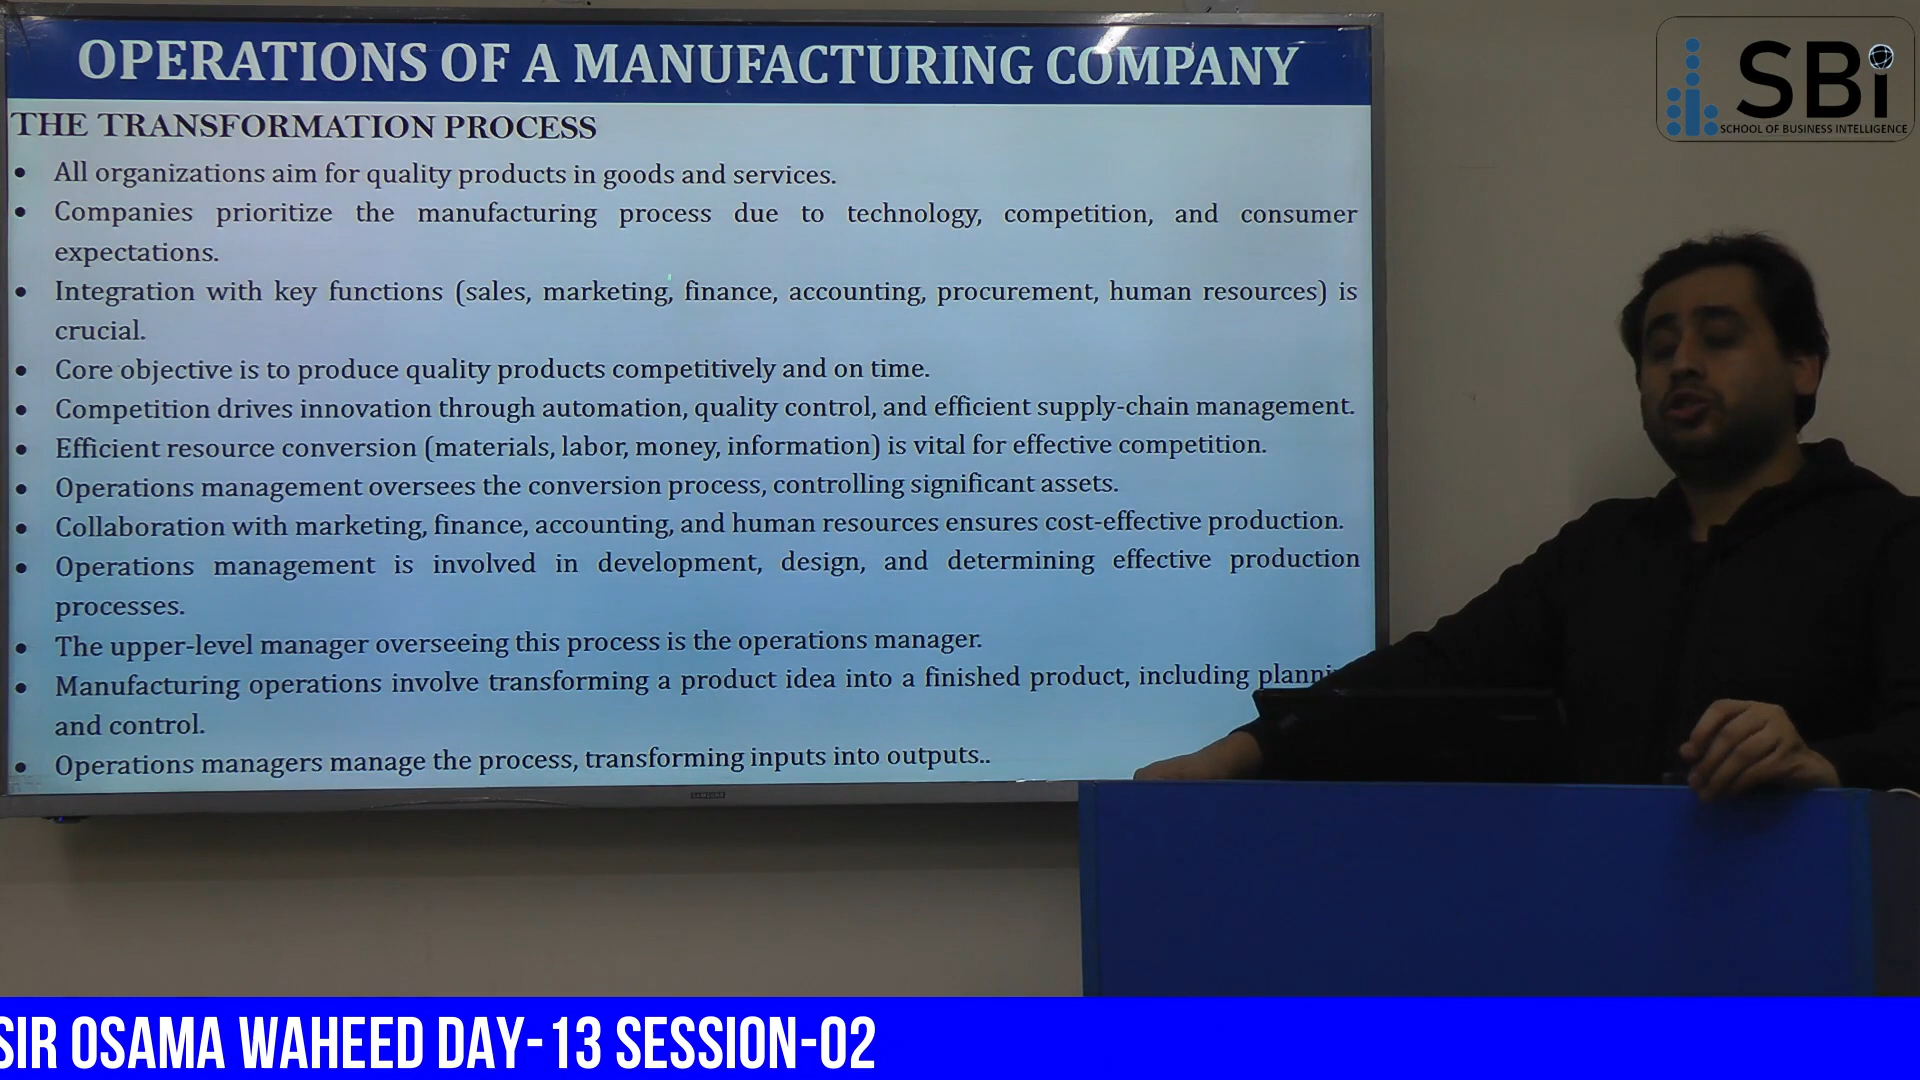 OPERATIONS OF A MANUFACTURING COMPANY
SBi
SCHOOL OF BUSINESS INTELLIGENCE
THE TRANSFORMATION PROCESS
• All organizations aim for quality products in goods and services.
• Companies prioritize the manufacturing process due to technology, competition, and consumer
expectations.
• Integration with key functions (sales, marketing, finance, accounting, procurement, human resources) is
crucial.
• Core objective is to produce quality products competitively and on time.
• Competition drives innovation through automation, quality control, and efficient supply-chain management.
• Efficient resource conversion (materials, labor, money, information) is vital for effective competition.
• Operations management oversees the conversion process, controlling significant assets.
• Collaboration with marketing, finance, accounting, and human resources ensures cost-effective production.
• Operations management is involved in development, design, and determining effective production
processes.
• The upper-level manager overseeing this process is the operations manager.
• Manufacturing operations involve transforming a product idea into a finished product, including plannin
and control.
• Operations managers manage the process, transforming inputs into outputs..
SAMSUNG
SIR OSAMA WAHEED DAY-13 SESSION-02